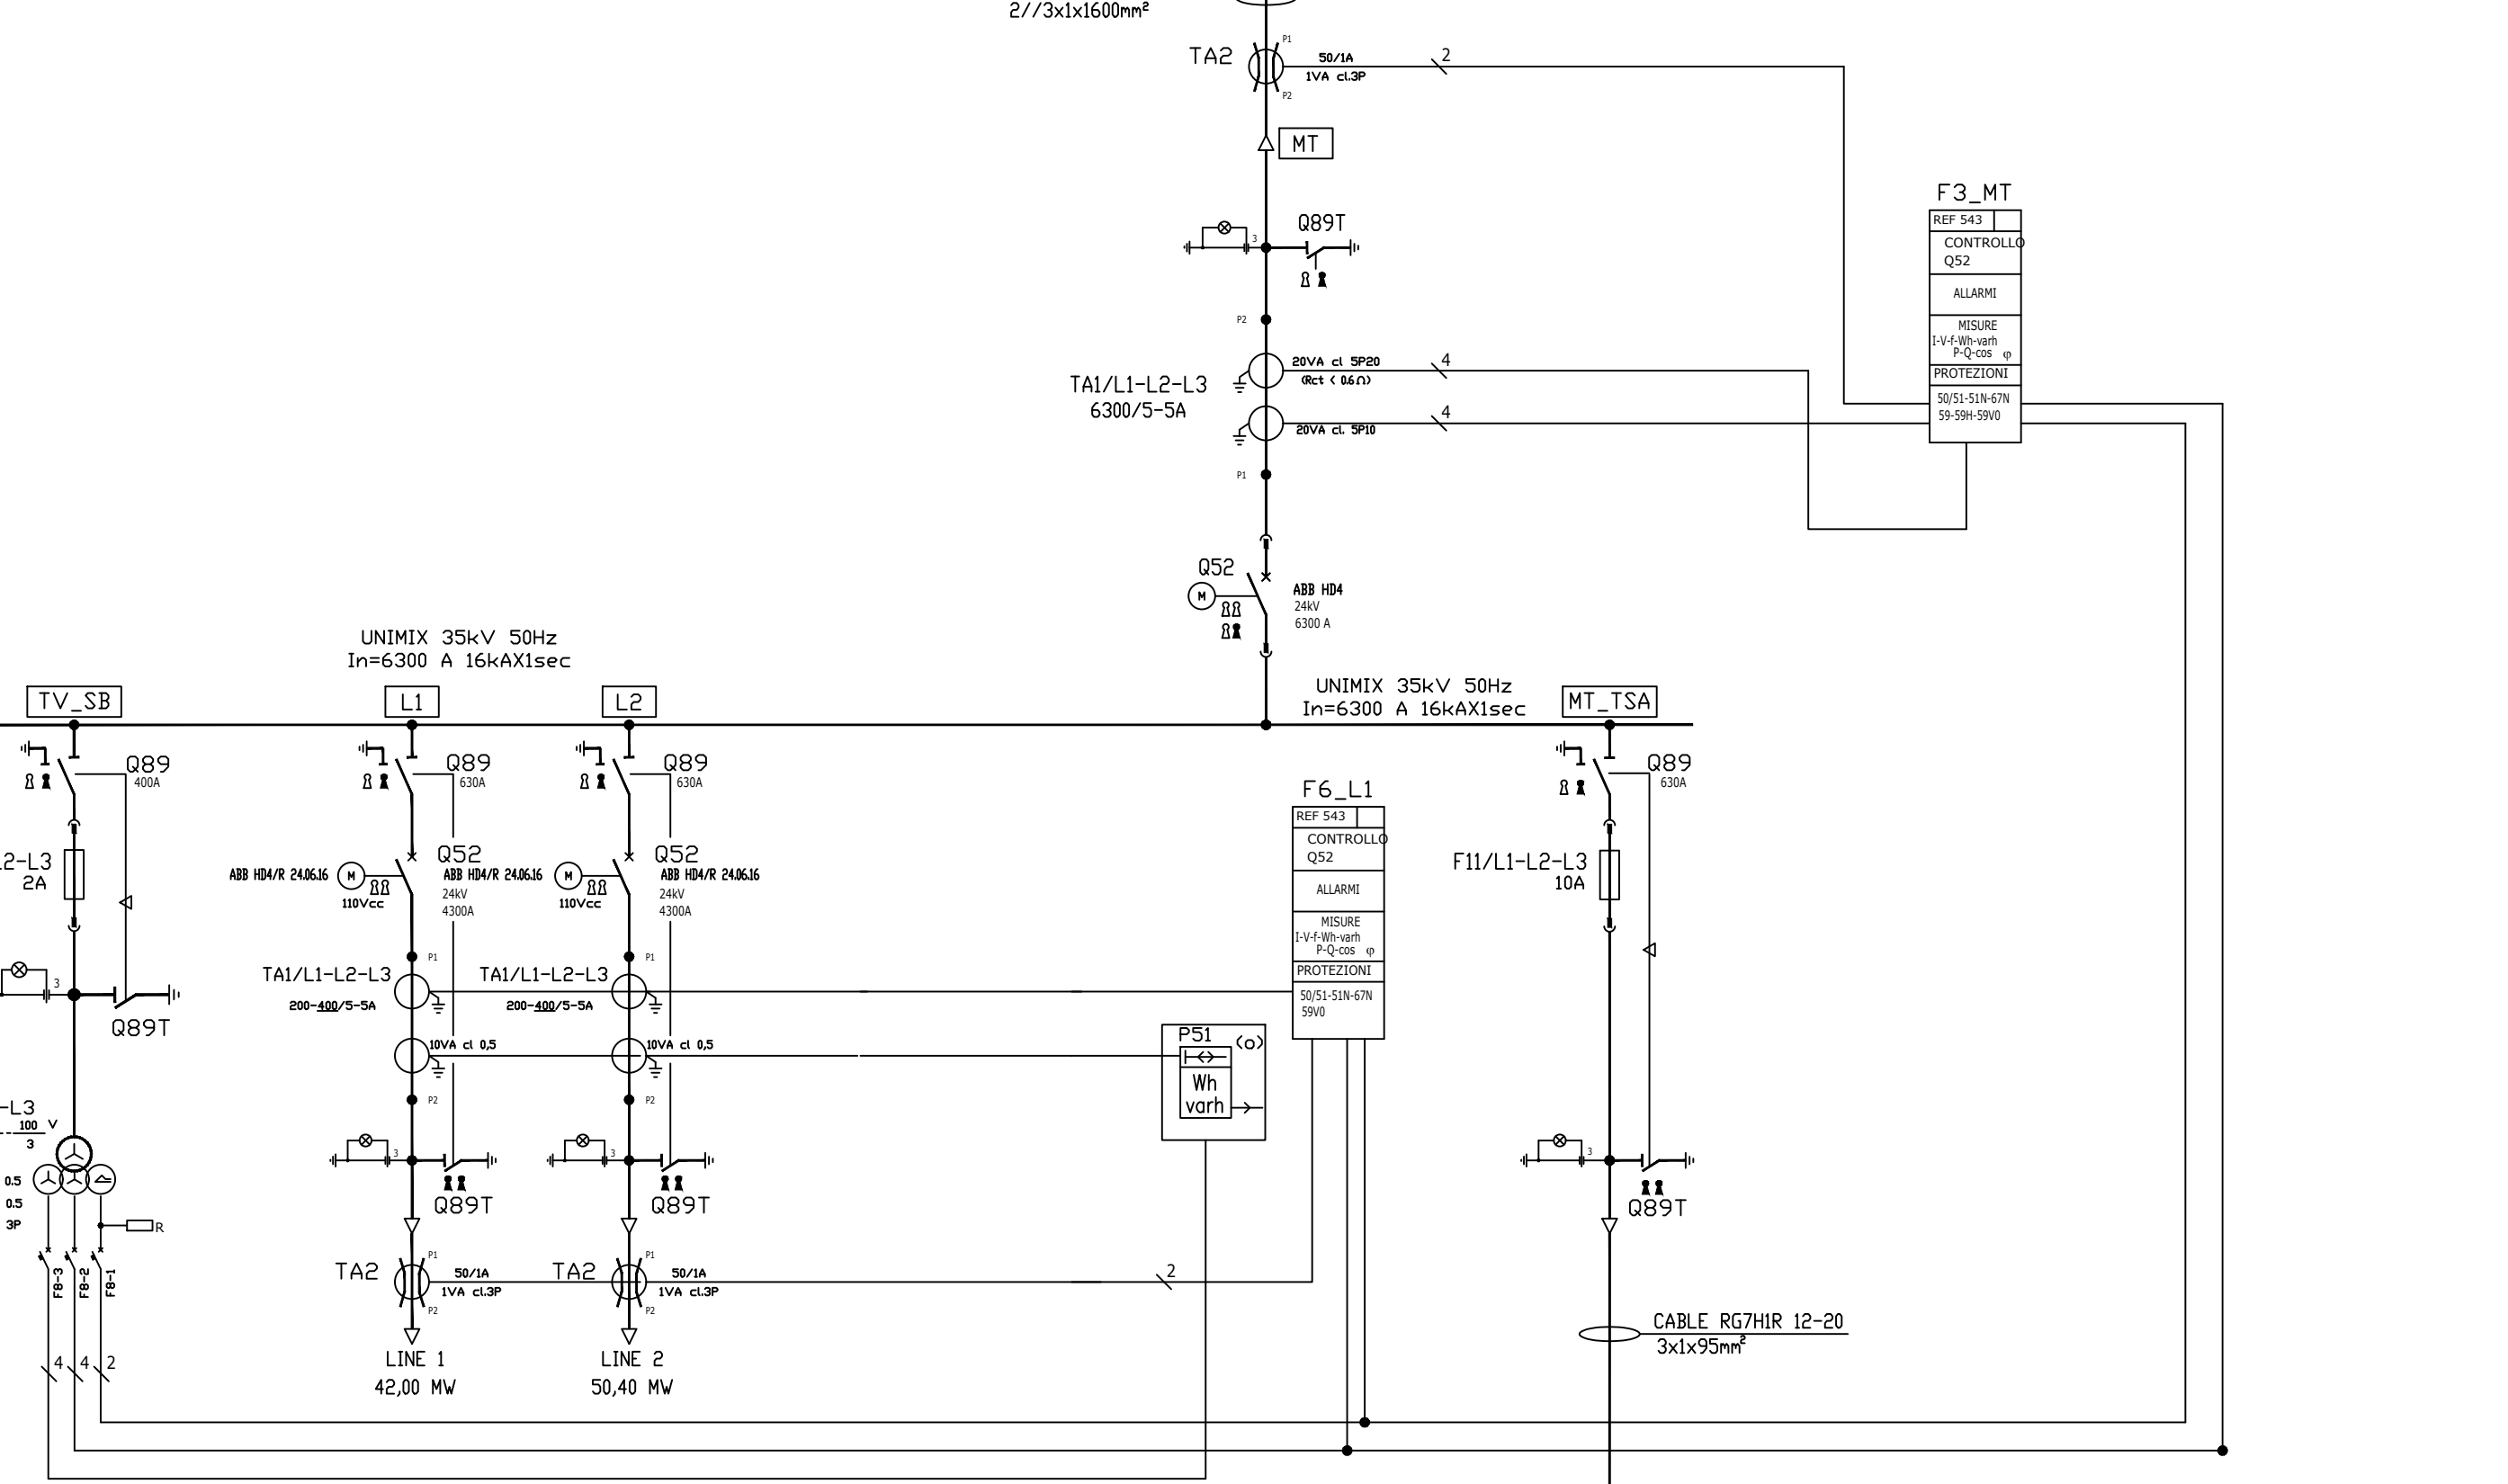 2//3x1x1600mm²
TA2
P1
50/1A
1VA cl.3P
2
P2
MT
F3_MT
REF 543
CONTROLLO
Q52
ALLARMI
MISURE
I-V-f-Wh-varh
P-Q-cos φ
PROTEZIONI
50/51-51N-67N
59-59H-59V0
Q89T
3
P2
TA1/L1-L2-L3
6300/5-5A
20VA cl 5P20
(Rct < 0.6Ω)
4
20VA cl. 5P10
4
P1
Q52
M
ABB HD4
24kV
6300 A
UNIMIX 35kV 50Hz
In=6300 A 16kAX1sec
UNIMIX 35kV 50Hz
In=6300 A 16kAX1sec
TV_SB
L1
L2
MT_TSA
Q89
400A
Q89
630A
Q89
630A
Q89
630A
F6_L1
REF 543
CONTROLLO
Q52
ALLARMI
MISURE
I-V-f-Wh-varh
P-Q-cos φ
PROTEZIONI
50/51-51N-67N
59V0
L2-L3
2A
ABB HD4/R 24.06.16
M
110Vcc
Q52
ABB HD4/R 24.06.16
24kV
4300A
M
110Vcc
Q52
ABB HD4/R 24.06.16
24kV
4300A
F11/L1-L2-L3
10A
P1
P1
TA1/L1-L2-L3
200-400/5-5A
TA1/L1-L2-L3
200-400/5-5A
3
Q89T
10VA cl 0,5
10VA cl 0,5
P51
(o)
Wh
varh
P2
P2
-L3
100
3
V
0.5
0.5
3P
R
3
Q89T
3
Q89T
3
Q89T
F8-3
F8-2
F8-1
TA2
P1
50/1A
1VA cl.3P
P2
TA2
P1
50/1A
1VA cl.3P
P2
2
CABLE RG7H1R 12-20
3x1x95mm²
4
4
2
LINE 1
42,00 MW
LINE 2
50,40 MW